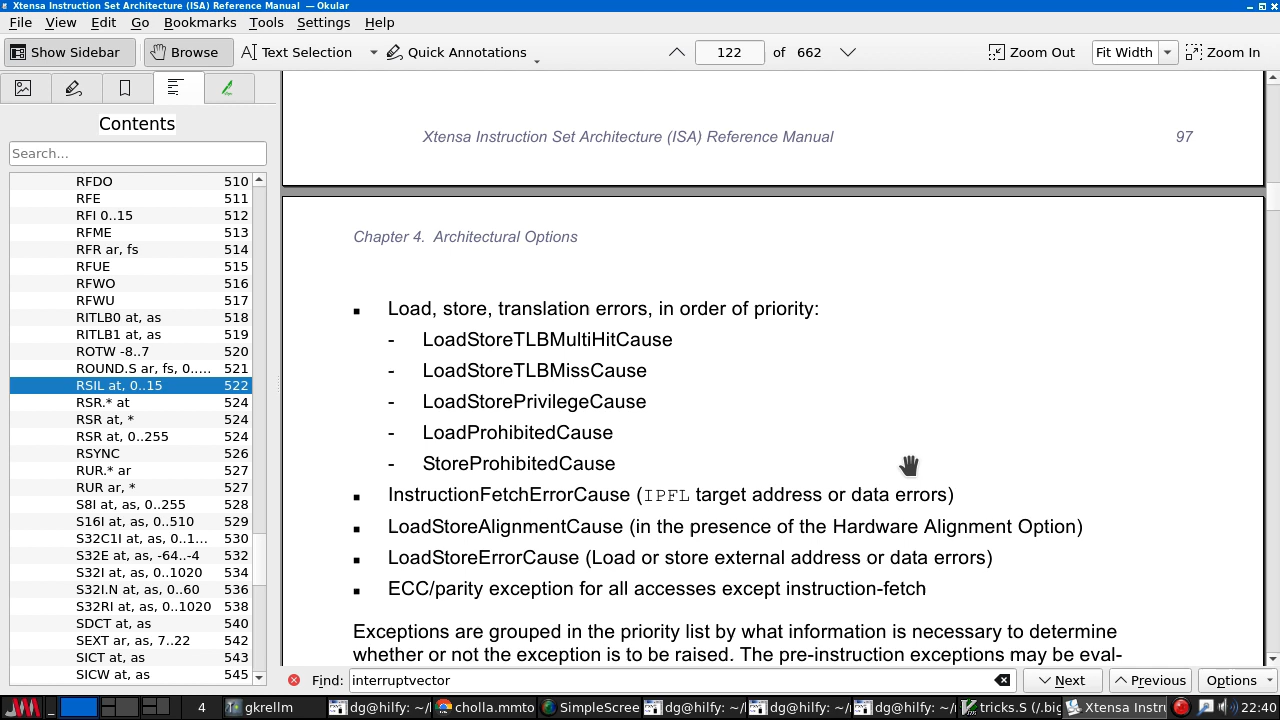 Xtensa Instruction Set Architecture (ISA) Reference Manual — Okular
File View Edit Go Bookmarks Tools Settings Help
Show Sidebar Browse Text Selection Quick Annotations 122 of 662 Zoom Out Fit Width Zoom In
Contents
Search...
RFDO 510
RFE 511
RFI 0..15 512
RFME 513
RFR ar, fs 514
RFUE 515
RFWO 516
RFWU 517
RITLB0 at, as 518
RITLB1 at, as 519
ROTW -8..7 520
ROUND.S ar, fs, 0..... 521
RSIL at, 0..15 522
RSR.* at 524
RSR at, * 524
RSR at, 0..255 524
RSYNC 526
RUR.* ar 527
RUR ar, * 527
S8I at, as, 0..255 528
S16I at, as, 0..510 529
S32C1I at, as, 0..1... 530
S32E at, as, -64..-4 532
S32I at, as, 0..1020 534
S32I.N at, as, 0..60 536
S32RI at, as, 0..1020 538
SDCT at, as 540
SEXT ar, as, 7..22 542
SICT at, as 543
SICW at, as 545
Xtensa Instruction Set Architecture (ISA) Reference Manual 97
Chapter 4. Architectural Options
▪ Load, store, translation errors, in order of priority:
- LoadStoreTLBMultiHitCause
- LoadStoreTLBMissCause
- LoadStorePrivilegeCause
- LoadProhibitedCause
- StoreProhibitedCause
▪ InstructionFetchErrorCause (IPFL target address or data errors)
▪ LoadStoreAlignmentCause (in the presence of the Hardware Alignment Option)
▪ LoadStoreErrorCause (Load or store external address or data errors)
▪ ECC/parity exception for all accesses except instruction-fetch
Exceptions are grouped in the priority list by what information is necessary to determine
whether or not the exception is to be raised. The pre-instruction exceptions may be eval-
Find: interruptvector Next Previous Options
4 gkrellm dg@hilfy: ~/ cholla.mmto SimpleScree dg@hilfy: ~/ dg@hilfy: ~/ dg@hilfy: ~/ tricks.S (/.big Xtensa Instru 22:40